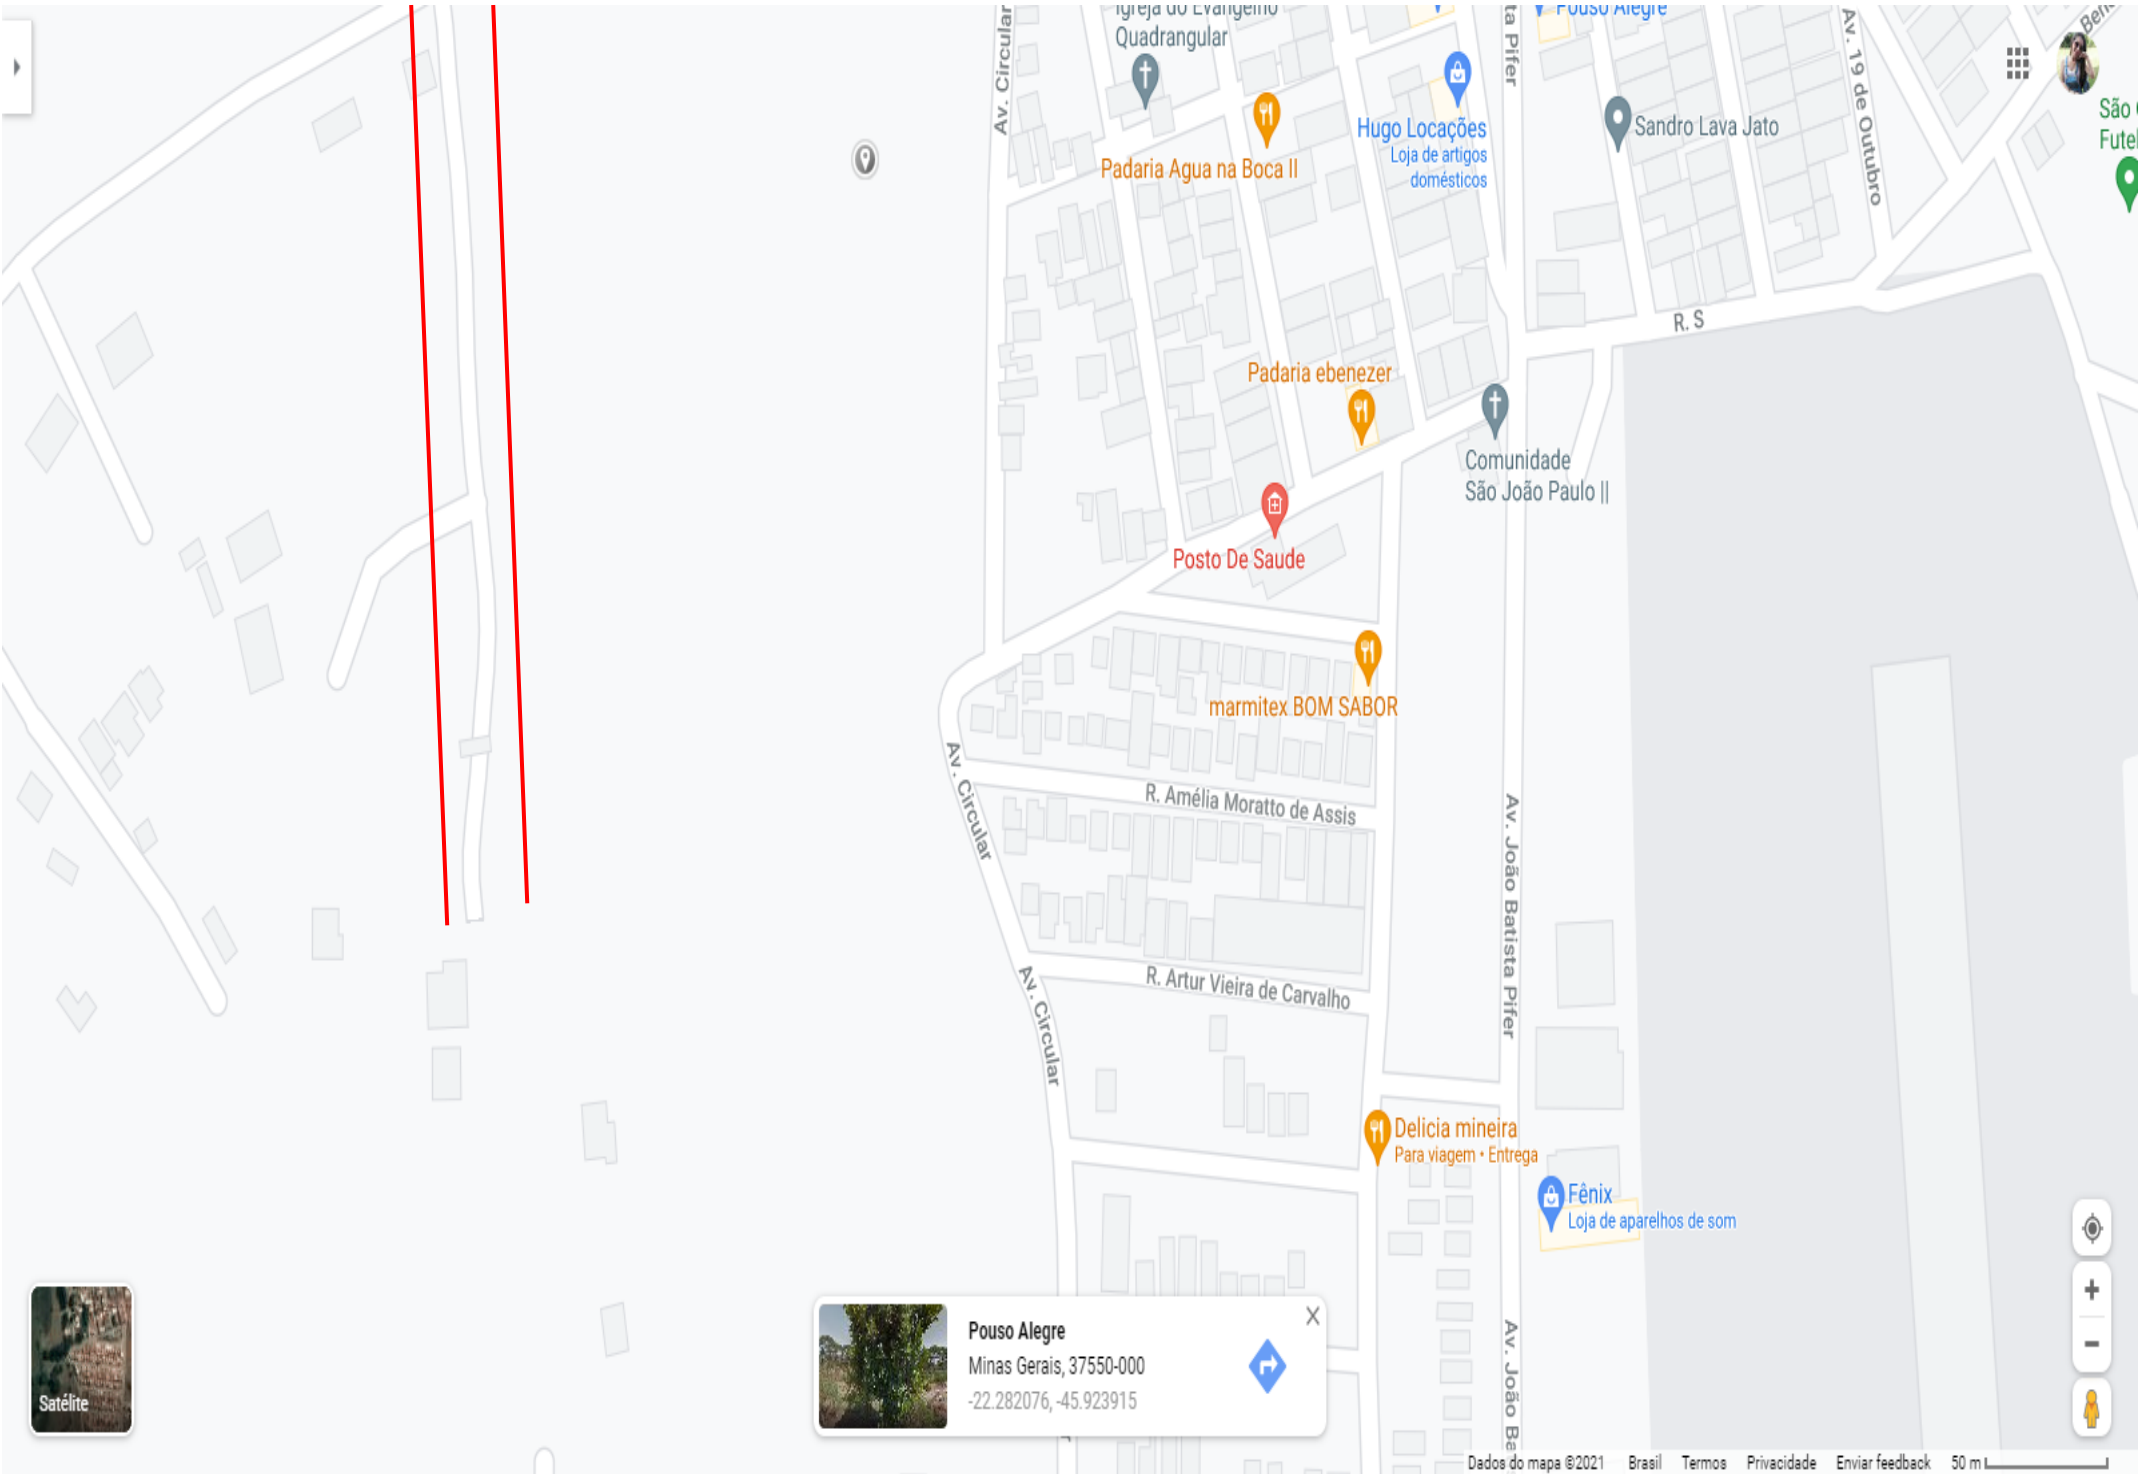 Igreja do Evangelho
Quadrangular
Av. Circular
ta Pifer
Pouso Alegre
Av. 19 de Outubro
Padaria Agua na Boca II
Hugo Locações
Loja de artigos
domésticos
Sandro Lava Jato
São
R. S
Padaria ebenezer
Comunidade
São João Paulo ||
Posto De Saude
marmitex BOM SABOR
Av. Circular
R. Amélia Moratto de Assis
Av. João Batista Pifer
R. Artur Vieira de Carvalho
Av. Circular
Delicia mineira
Para viagem • Entrega
Fênix
Loja de aparelhos de som
Av. João Ba
Satélite
Pouso Alegre
Minas Gerais, 37550-000
-22.282076, -45.923915
Dados do mapa ©2021 Brasil Termos Privacidade Enviar feedback 50 m